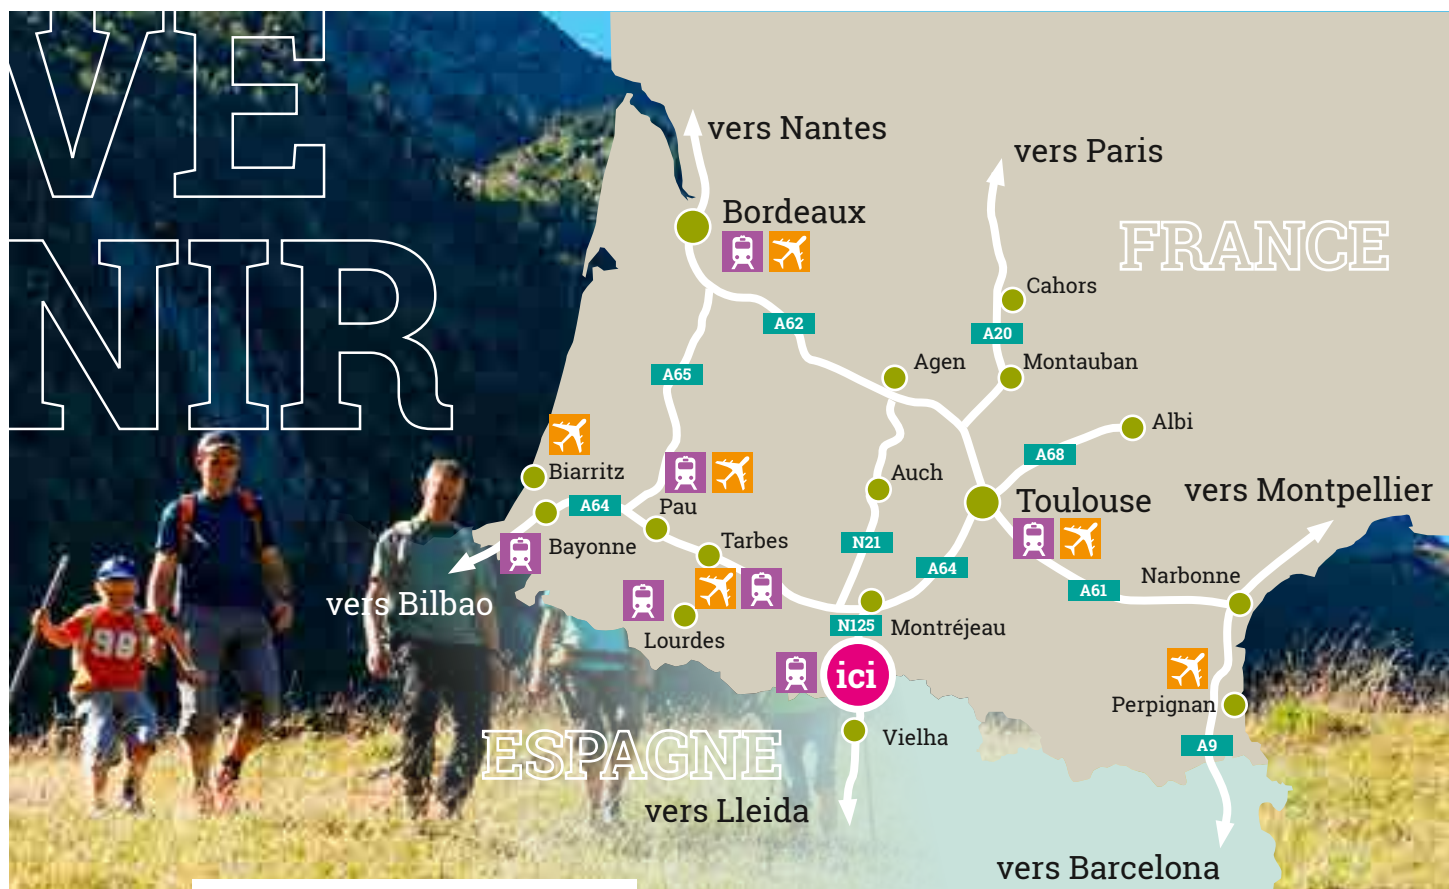 VE
NIR
vers Nantes
vers Paris
Bordeaux
FRANCE
Cahors
A62
A20
Agen
Montauban
A65
Albi
A68
Biarritz
Auch
vers Montpellier
A64
Pau
Toulouse
Bayonne
Tarbes
N21
A64
Narbonne
A61
vers Bilbao
98
Lourdes
N125
Montréjeau
ici
Perpignan
Vielha
A9
ESPAGNE
vers Lleida
vers Barcelona